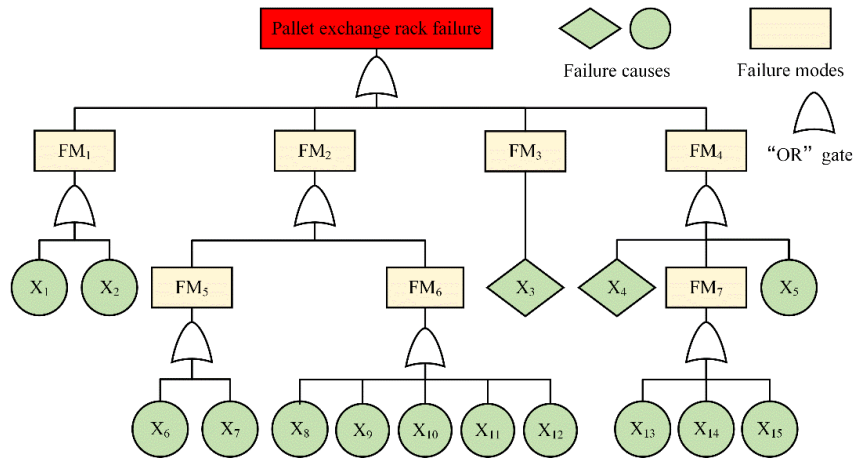 Pallet exchange rack failure
Failure causes
Failure modes
FM₁
FM₂
FM₃
FM₄
“OR” gate
X₁
X₂
FM₅
FM₆
X₃
X₄
FM₇
X₅
X₆
X₇
X₈
X₉
X₁₀
X₁₁
X₁₂
X₁₃
X₁₄
X₁₅